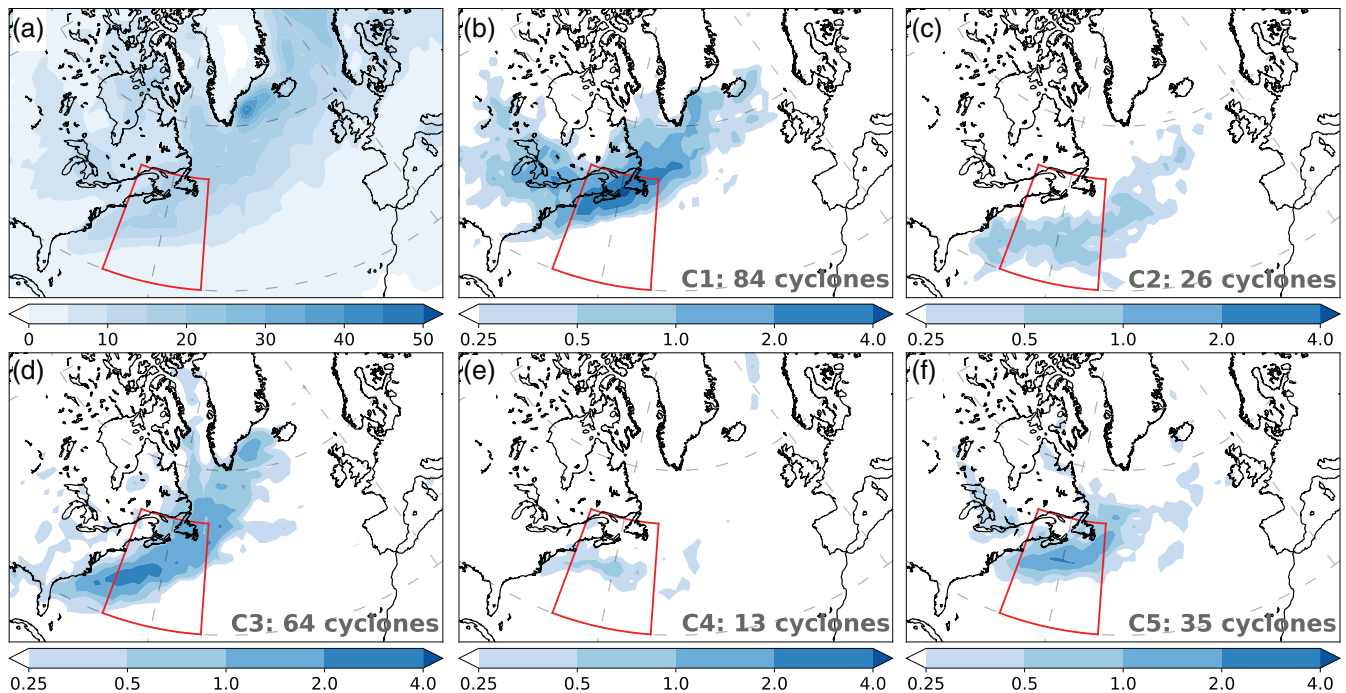 (a)
(b)
(c)
C1: 84 cyclones
C2: 26 cyclones
0 10 20 30 40 50
0.25 0.5 1.0 2.0 4.0
0.25 0.5 1.0 2.0 4.0
(d)
(e)
(f)
C3: 64 cyclones
C4: 13 cyclones
C5: 35 cyclones
0.25 0.5 1.0 2.0 4.0
0.25 0.5 1.0 2.0 4.0
0.25 0.5 1.0 2.0 4.0